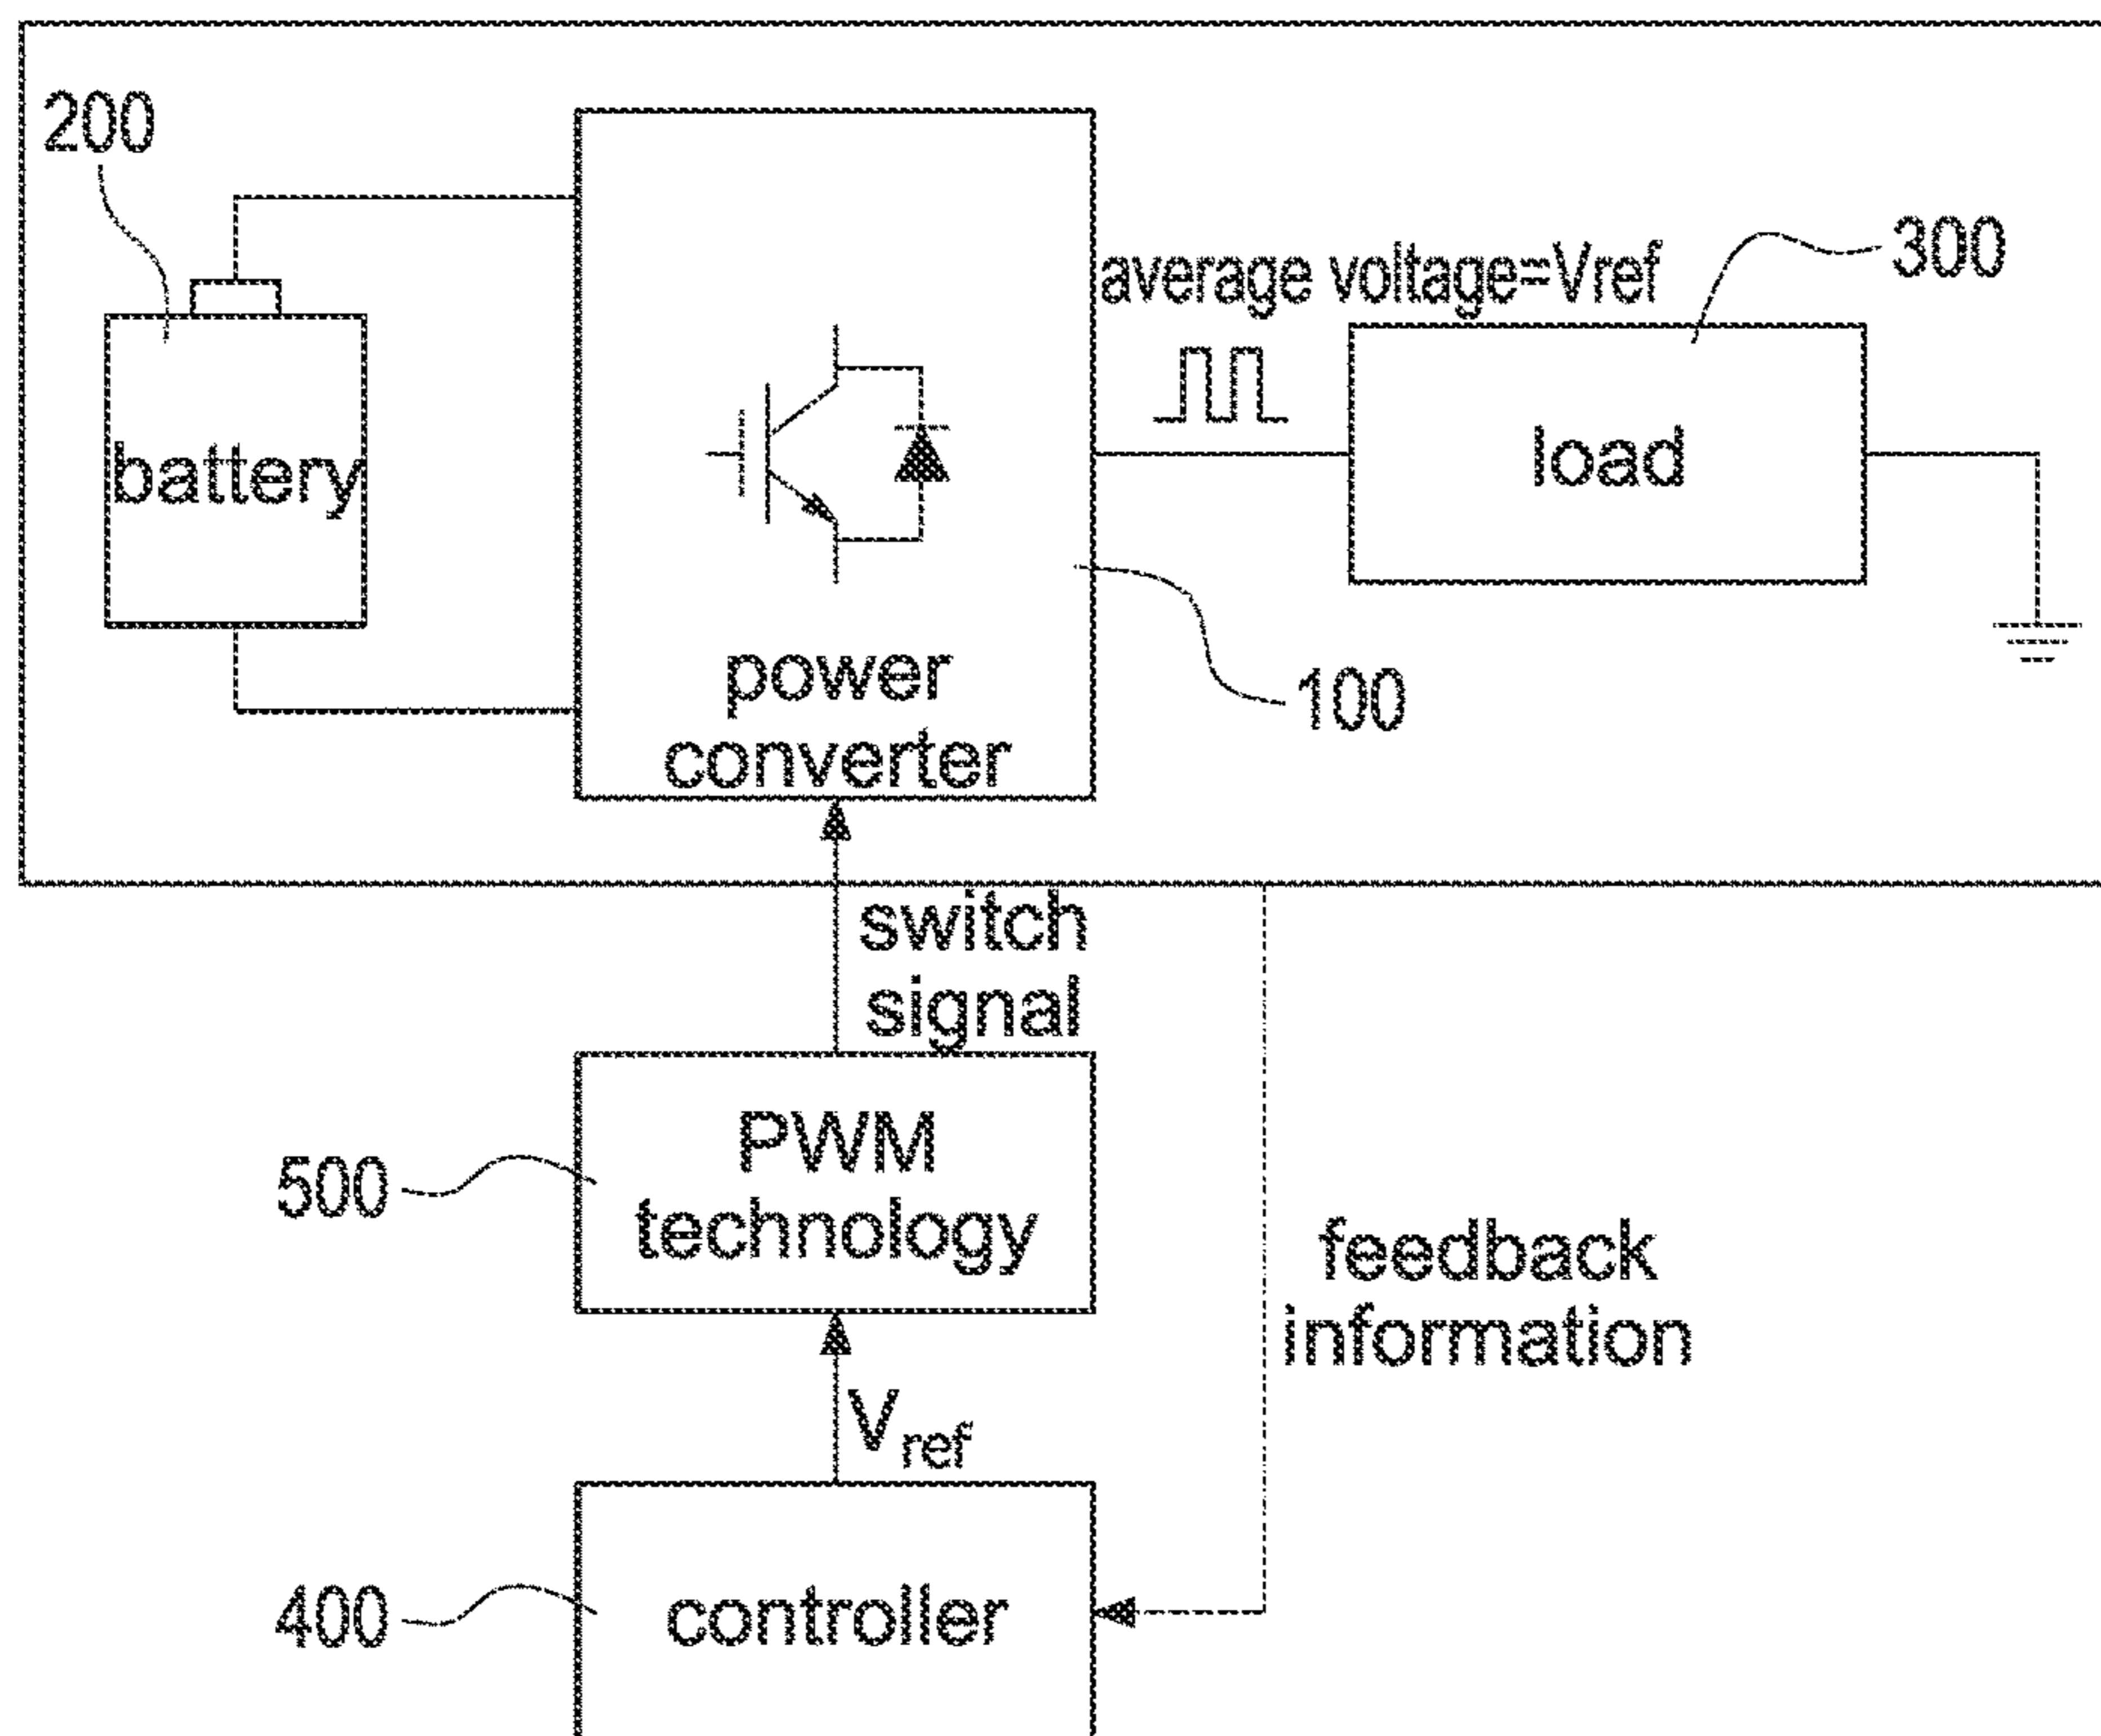 200
average voltage=Vref
300
battery
load
power
converter
100
switch
signal
PWM
technology
500
feedback
information
Vref
400
controller